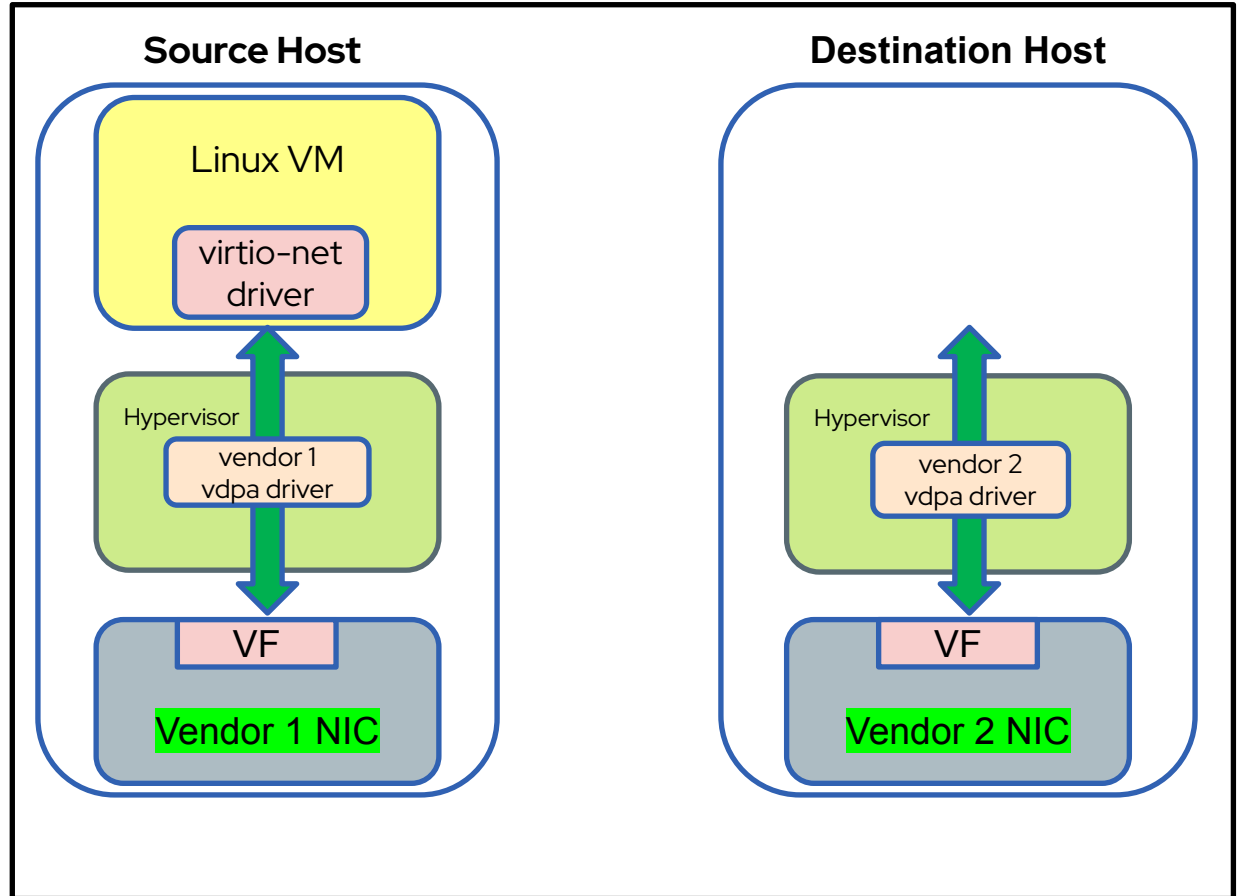 Source Host
Linux VM
virtio-net
driver
Hypervisor
vendor 1
vdpa driver
VF
Vendor 1 NIC
Destination Host
Hypervisor
vendor 2
vdpa driver
VF
Vendor 2 NIC